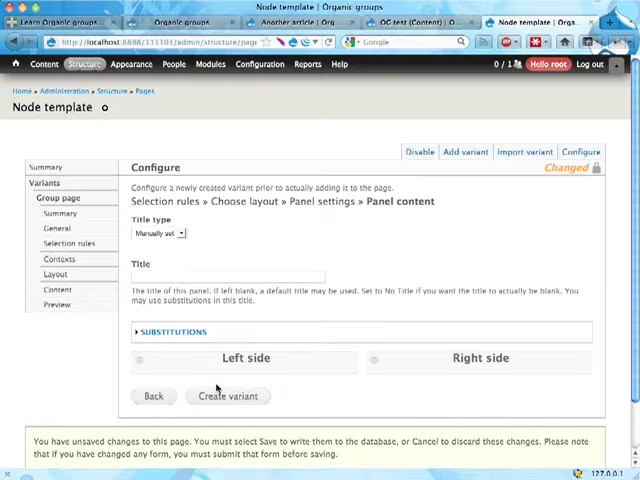 Node template | Organic groups
Learn Organic groups
Organic groups
Another article | Organic gr...
OG test (Content) | O...
Node template | Orga...
http://localhost:8888/111101/admin/structure/page
Google
Content Structure Appearance People Modules Configuration Reports Help
0 / 1 Hello root Log out
Home » Administration » Structure » Pages
Node template
Disable Add variant Import variant Configure
Summary
Variants
Group page
Summary
General
Selection rules
Contexts
Layout
Content
Preview
Configure
Changed
Configure a newly created variant prior to actually adding it to the page.
Selection rules » Choose layout » Panel settings » Panel content
Title type
Manually set
Title
The title of this panel. If left blank, a default title may be used. Set to No Title if you want the title to actually be blank. You
may use substitutions in this title.
SUBSTITUTIONS
Left side
Right side
Back
Create variant
You have unsaved changes to this page. You must select Save to write them to the database, or Cancel to discard these changes. Please note
that if you have changed any form, you must submit that form before saving.
127.0.0.1